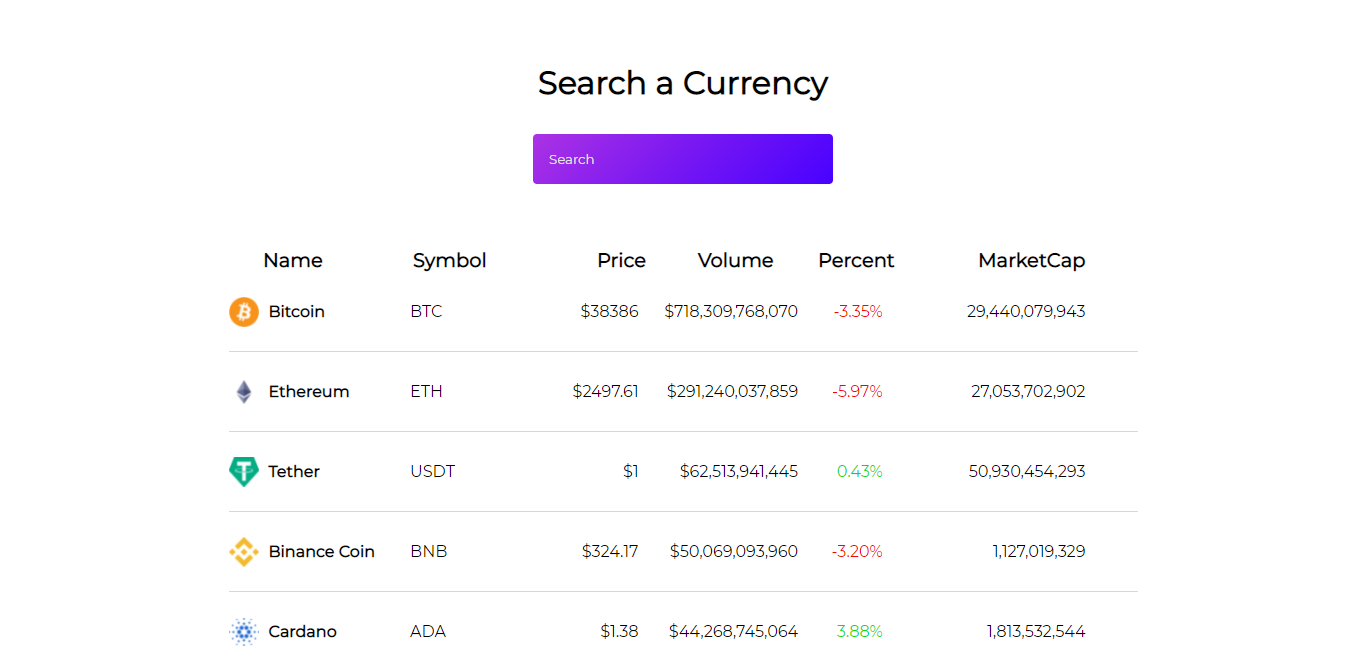 Search a Currency
Search
Name Symbol Price Volume Percent MarketCap
Bitcoin BTC $38386 $718,309,768,070 -3.35% 29,440,079,943
Ethereum ETH $2497.61 $291,240,037,859 -5.97% 27,053,702,902
Tether USDT $1 $62,513,941,445 0.43% 50,930,454,293
Binance Coin BNB $324.17 $50,069,093,960 -3.20% 1,127,019,329
Cardano ADA $1.38 $44,268,745,064 3.88% 1,813,532,544